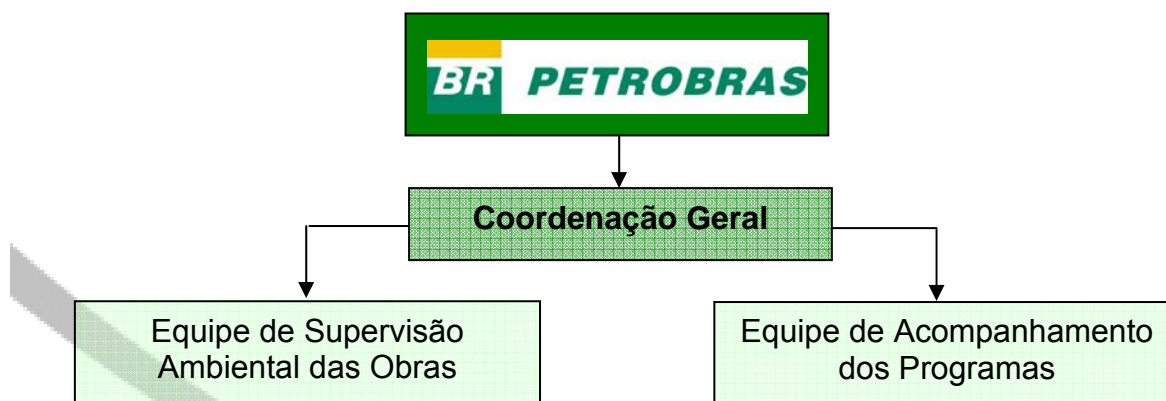 BR PETROBRAS
Coordenação Geral
Equipe de Supervisão
Ambiental das Obras
Equipe de Acompanhamento
dos Programas